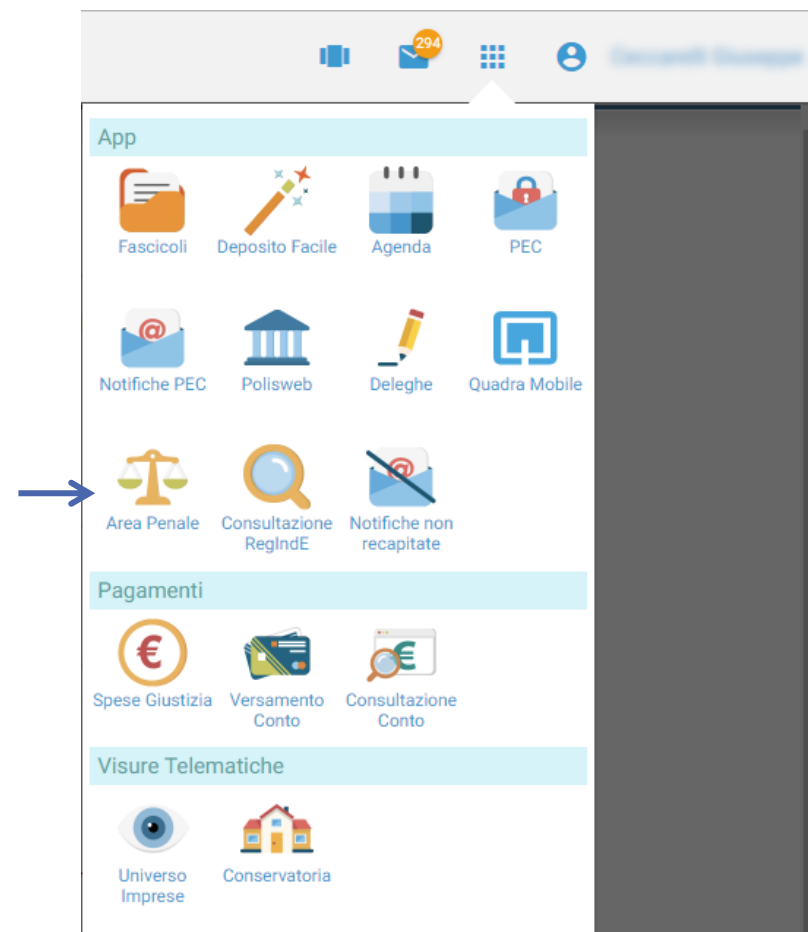 294
App
Fascicoli
Deposito Facile
Agenda
PEC
@
Notifiche PEC
Polisweb
Deleghe
Quadra Mobile
@
Area Penale
Consultazione
RegIndE
Notifiche non
recapitate
Pagamenti
€
Spese Giustizia
Versamento
Conto
€
Consultazione
Conto
Visure Telematiche
Universo
Imprese
Conservatoria